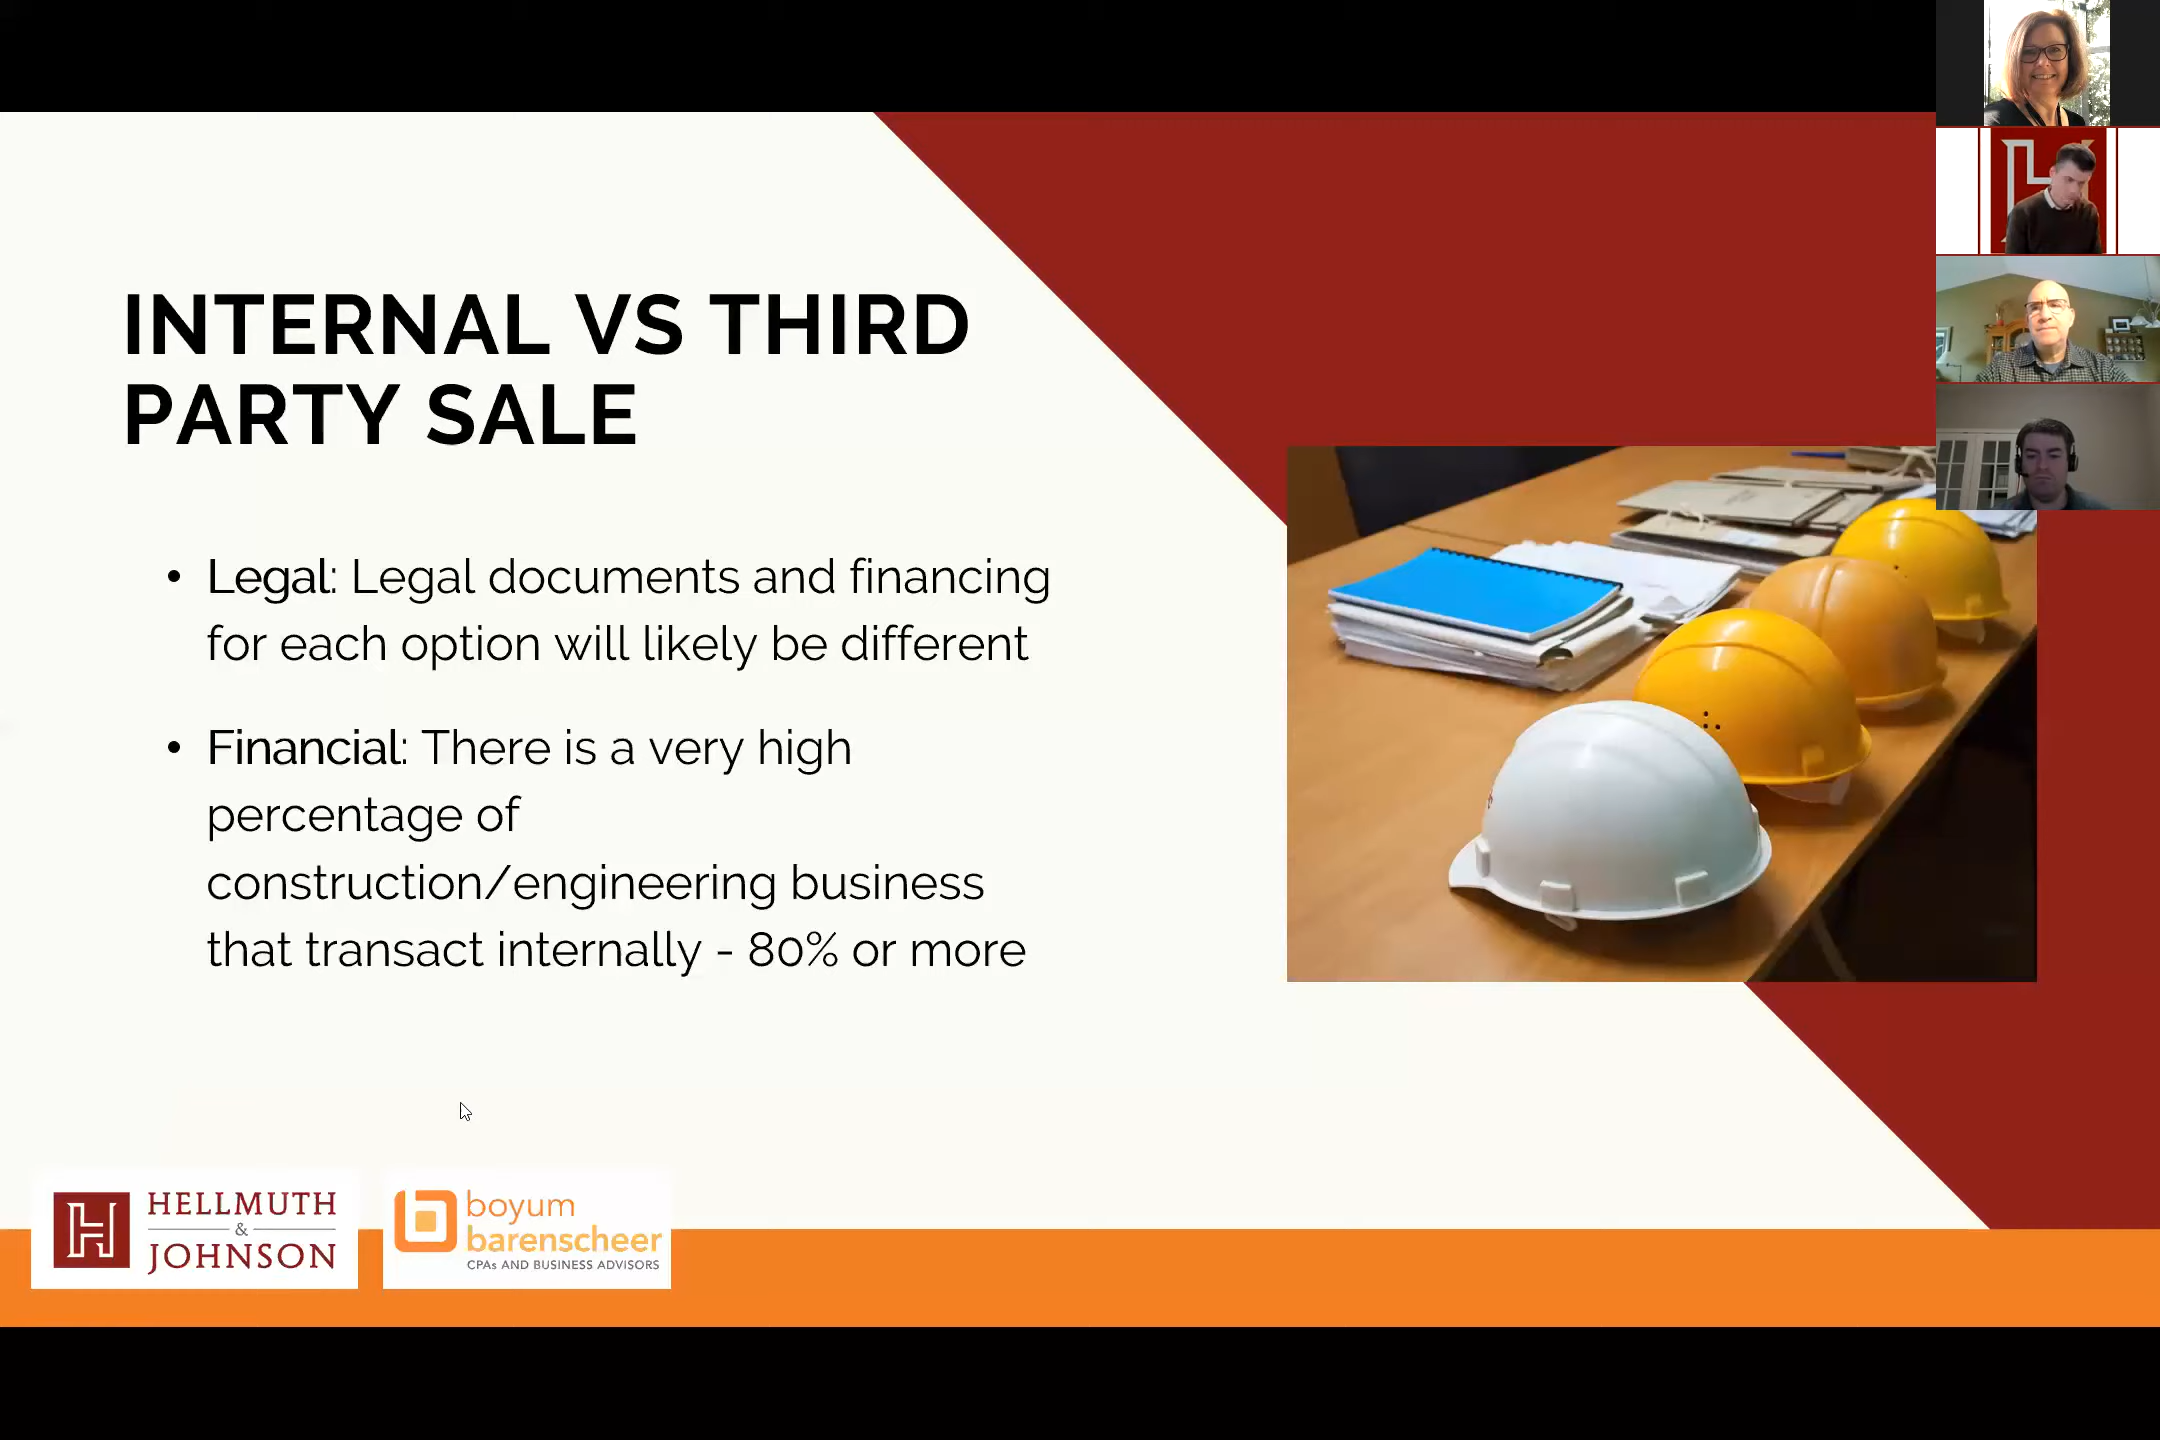 INTERNAL VS THIRD
PARTY SALE
• Legal: Legal documents and financing
for each option will likely be different
• Financial: There is a very high
percentage of
construction/engineering business
that transact internally - 80% or more
HELLMUTH
&
JOHNSON
boyum
barenscheer
CPAs AND BUSINESS ADVISORS